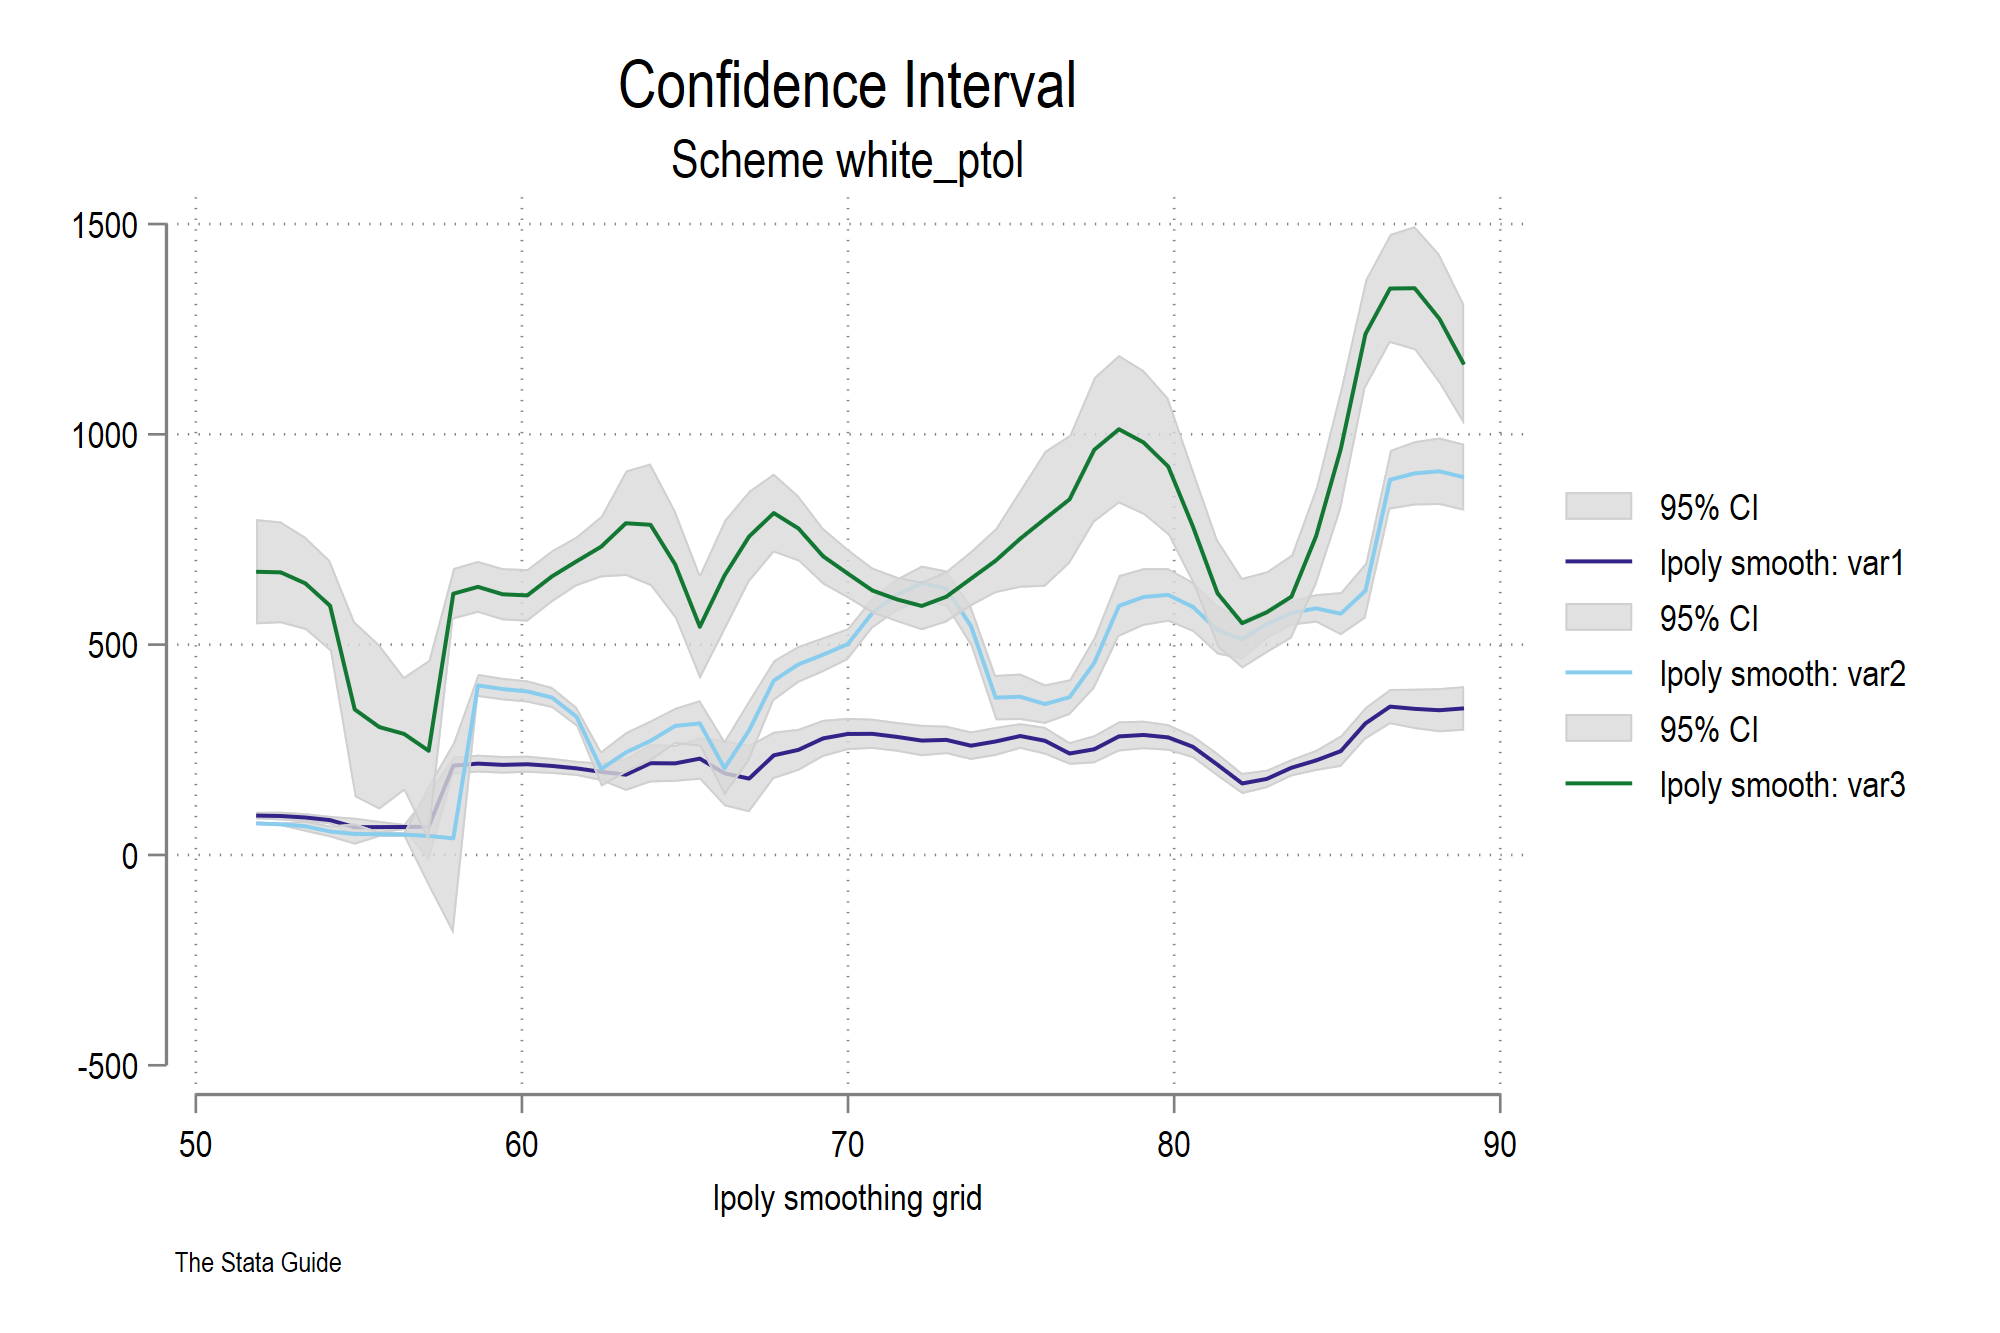 Confidence Interval
Scheme white_ptol
1500
1000
500
0
-500
50 60 70 80 90
lpoly smoothing grid
95% CI
lpoly smooth: var1
95% CI
lpoly smooth: var2
95% CI
lpoly smooth: var3
The Stata Guide